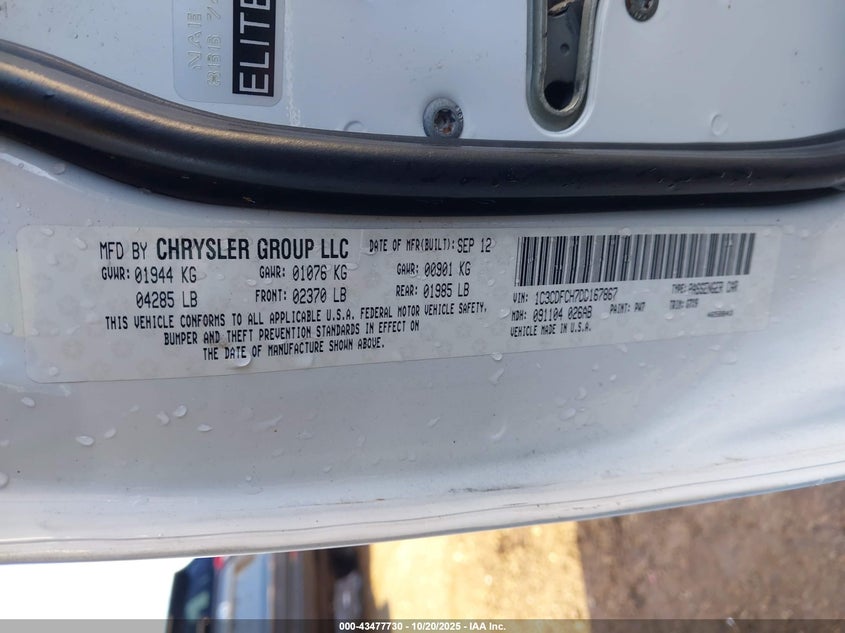 ELITE
MFD BY CHRYSLER GROUP LLC
DATE OF MFR(BUILT): SEP 12
GVWR: 01944 KG
GAWR: 01076 KG
GAWR: 00901 KG
04285 LB
FRONT: 02370 LB
REAR: 01985 LB
THIS VEHICLE CONFORMS TO ALL APPLICABLE U.S.A. FEDERAL MOTOR VEHICLE SAFETY,
BUMPER AND THEFT PREVENTION STANDARDS IN EFFECT ON
THE DATE OF MANUFACTURE SHOWN ABOVE.
VIN: 1C3CDFCH7DD167867
TYPE: PASSENGER CAR
MDH: 091104 026AB
PAINT: PW7
TRIM:
VEHICLE MADE IN U.S.A.
000-43477730 - 10/20/2025 - IAA Inc.